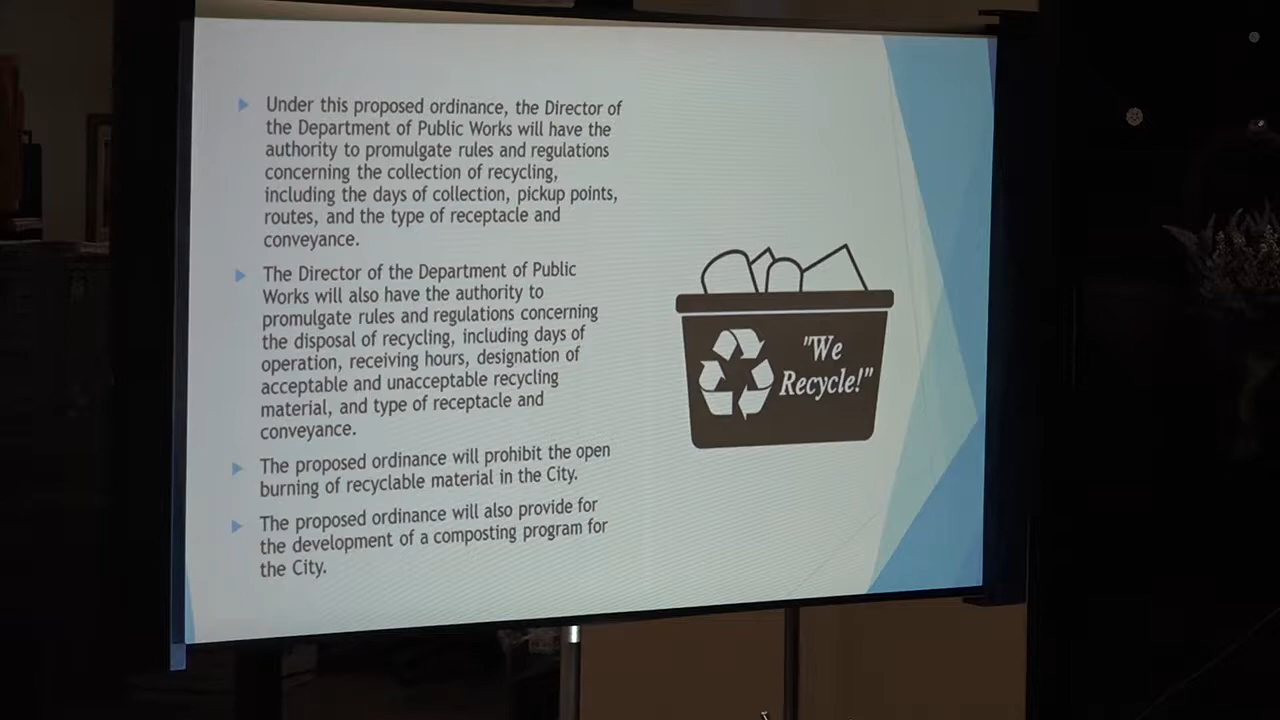 Under this proposed ordinance, the Director of
the Department of Public Works will have the
authority to promulgate rules and regulations
concerning the collection of recycling,
including the days of collection, pickup points,
routes, and the type of receptacle and
conveyance.
The Director of the Department of Public
Works will also have the authority to
promulgate rules and regulations concerning
the disposal of recycling, including days of
operation, receiving hours, designation of
acceptable and unacceptable recycling
material, and type of receptacle and
conveyance.
The proposed ordinance will prohibit the open
burning of recyclable material in the City.
The proposed ordinance will also provide for
the development of a composting program for
the City.
"We
Recycle!"